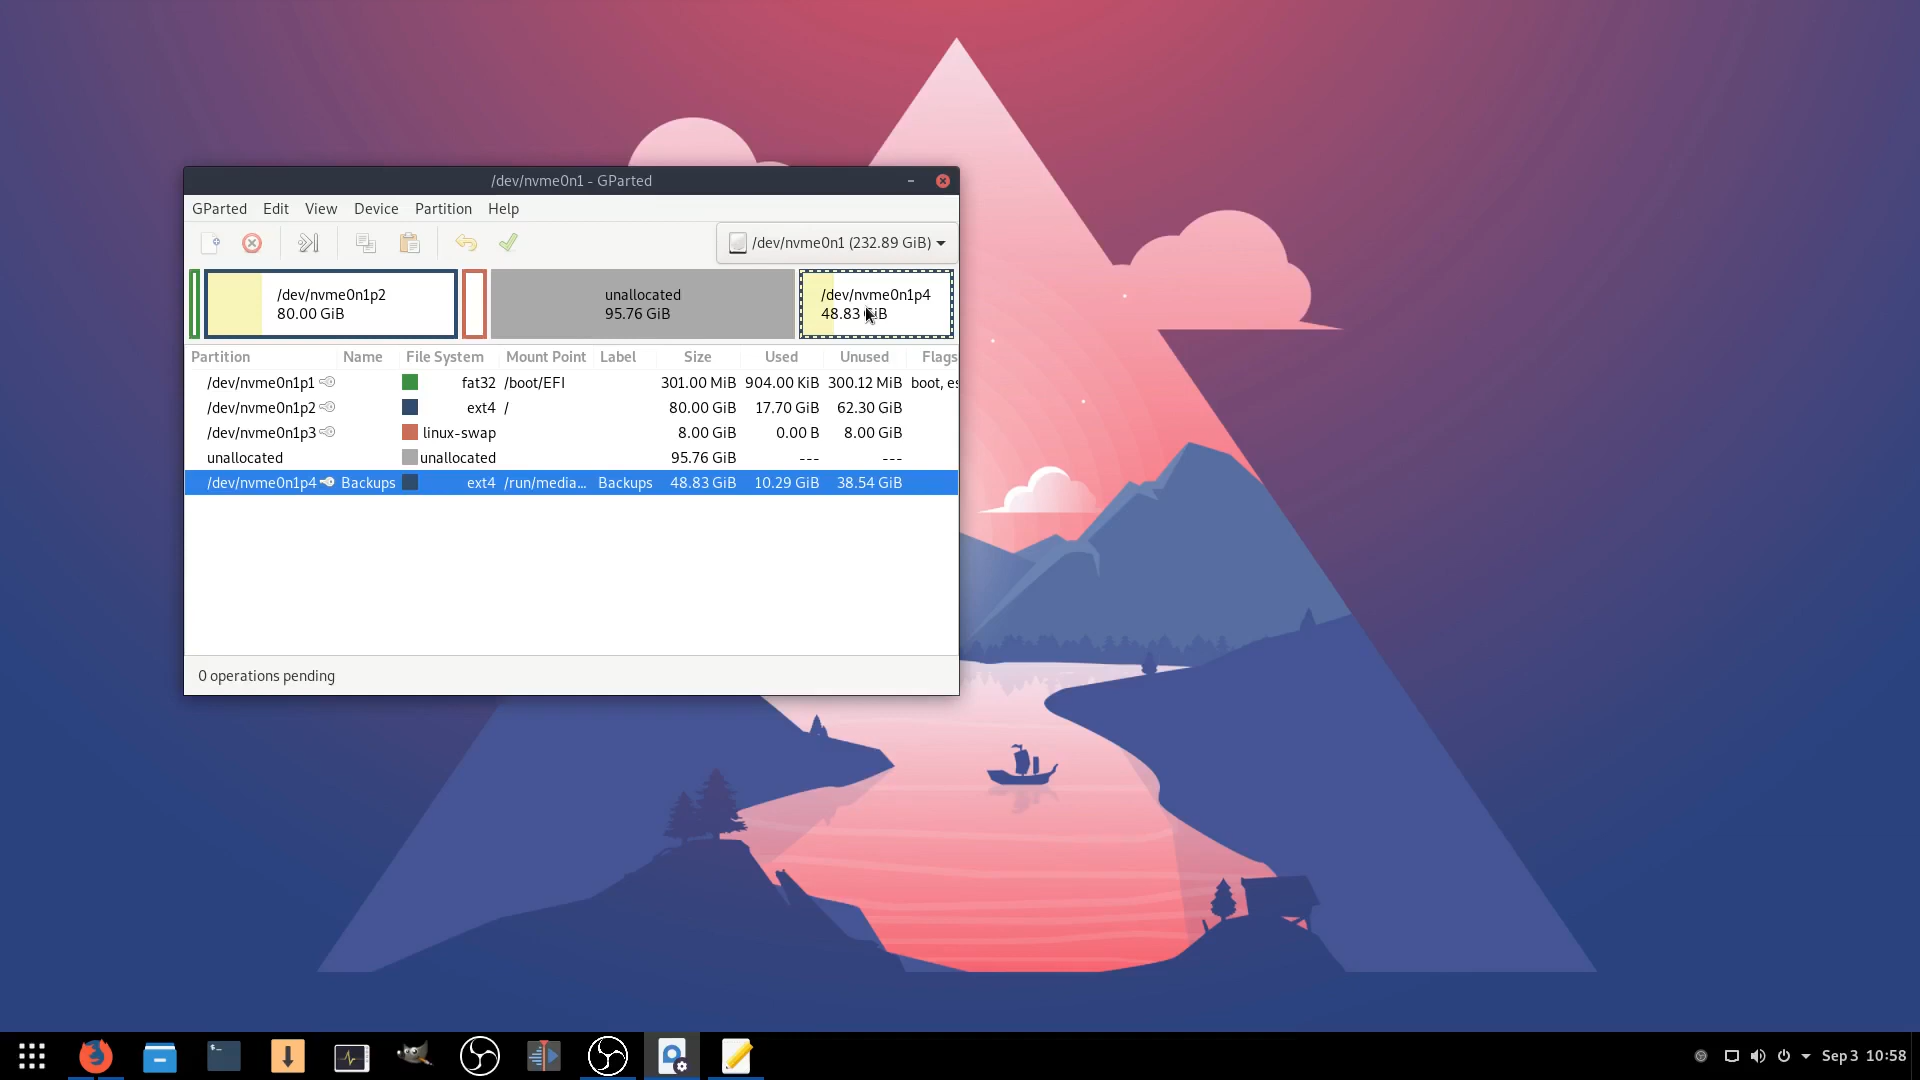 /dev/nvme0n1 - GParted
GParted Edit View Device Partition Help
/dev/nvme0n1 (232.89 GiB)
/dev/nvme0n1p2
80.00 GiB
unallocated
95.76 GiB
/dev/nvme0n1p4
48.83 GiB
Partition Name File System Mount Point Label Size Used Unused Flags
/dev/nvme0n1p1 fat32 /boot/EFI 301.00 MiB 904.00 KiB 300.12 MiB boot, es
/dev/nvme0n1p2 ext4 / 80.00 GiB 17.70 GiB 62.30 GiB
/dev/nvme0n1p3 linux-swap 8.00 GiB 0.00 B 8.00 GiB
unallocated unallocated 95.76 GiB --- ---
/dev/nvme0n1p4 Backups ext4 /run/media... Backups 48.83 GiB 10.29 GiB 38.54 GiB
0 operations pending
Sep 3 10:58